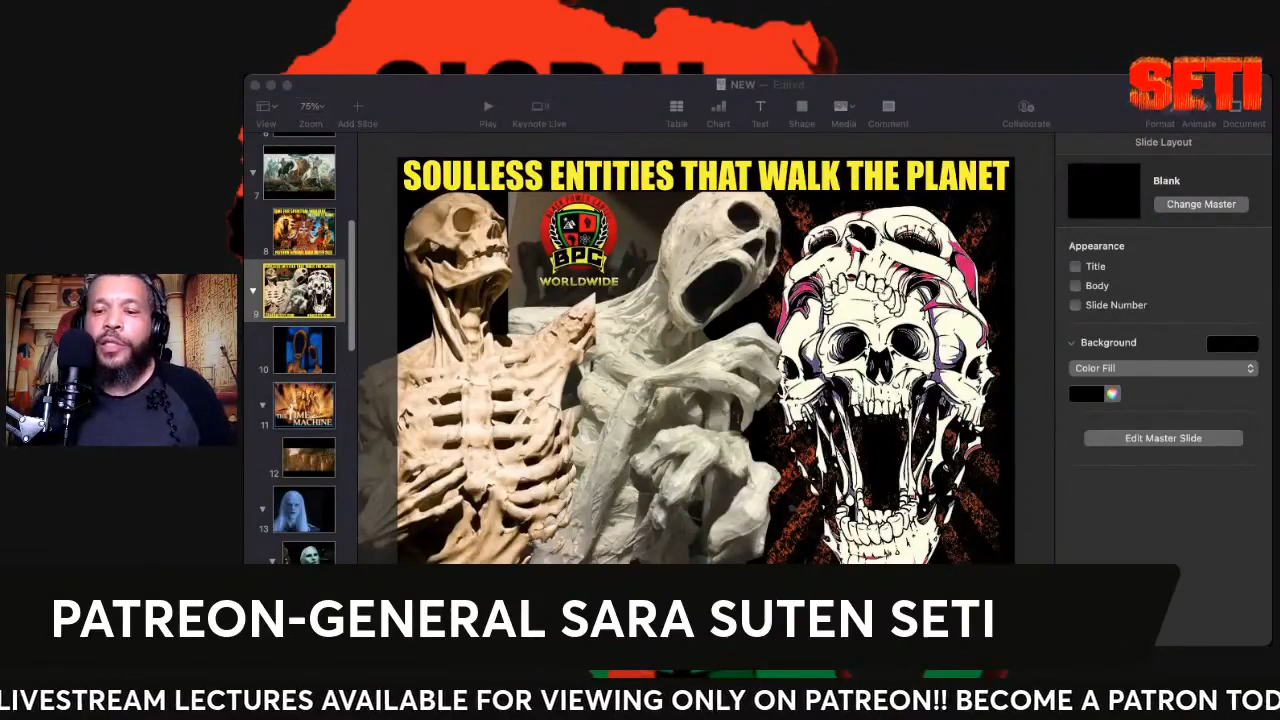 GLOBAL
SETI
NEW — Edited
75%
View
Zoom
Add Slide
Play
Keynote Live
Table
Chart
Text
Shape
Media
Comment
Collaborate
Format
Animate
Document
7
8
9
10
11
THE TIME MACHINE
12
13
SOULLESS ENTITIES THAT WALK THE PLANET
BPC
WORLDWIDE
Slide Layout
Blank
Change Master
Appearance
Title
Body
Slide Number
Background
Color Fill
Edit Master Slide
PATREON-GENERAL SARA SUTEN SETI
LIVESTREAM LECTURES AVAILABLE FOR VIEWING ONLY ON PATREON!! BECOME A PATRON TOD